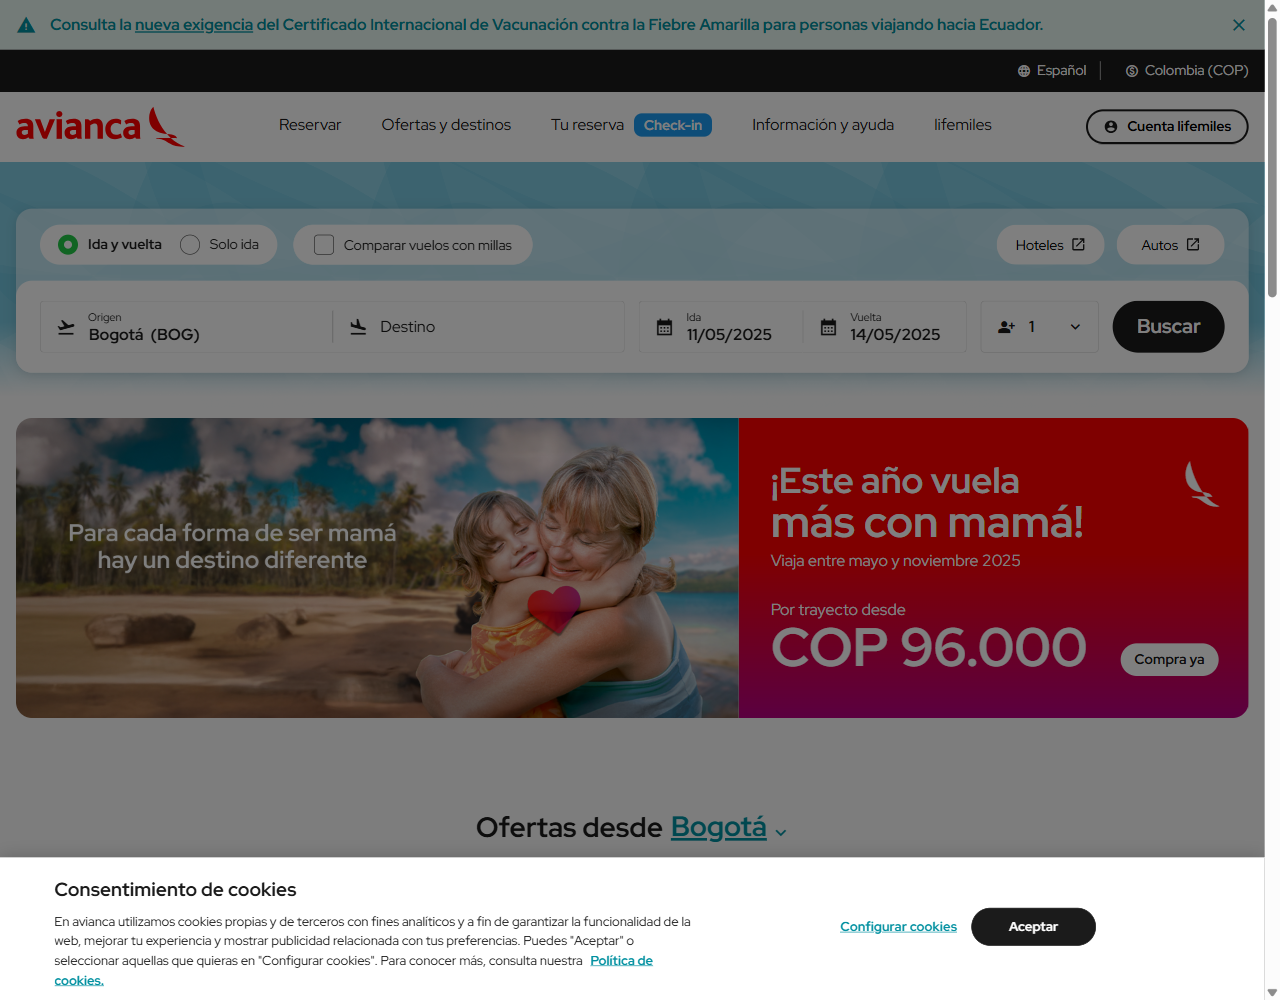 Consulta la nueva exigencia del Certificado Internacional de Vacunación contra la Fiebre Amarilla para personas viajando hacia Ecuador.
Español
Colombia (COP)
avianca
Reservar
Ofertas y destinos
Tu reserva
Check-in
Información y ayuda
lifemiles
Cuenta lifemiles
Ida y vuelta
Solo ida
Comparar vuelos con millas
Hoteles
Autos
Origen
Bogotá (BOG)
Destino
Ida
11/05/2025
Vuelta
14/05/2025
1
Buscar
Para cada forma de ser mamá
hay un destino diferente
¡Este año vuela
más con mamá!
Viaja entre mayo y noviembre 2025
Por trayecto desde
COP 96.000
Compra ya
Ofertas desde Bogotá
Consentimiento de cookies
En avianca utilizamos cookies propias y de terceros con fines analíticos y a fin de garantizar la funcionalidad de la
web, mejorar tu experiencia y mostrar publicidad relacionada con tus preferencias. Puedes "Aceptar" o
seleccionar aquellas que quieras en "Configurar cookies". Para conocer más, consulta nuestra Política de
cookies.
Configurar cookies
Aceptar